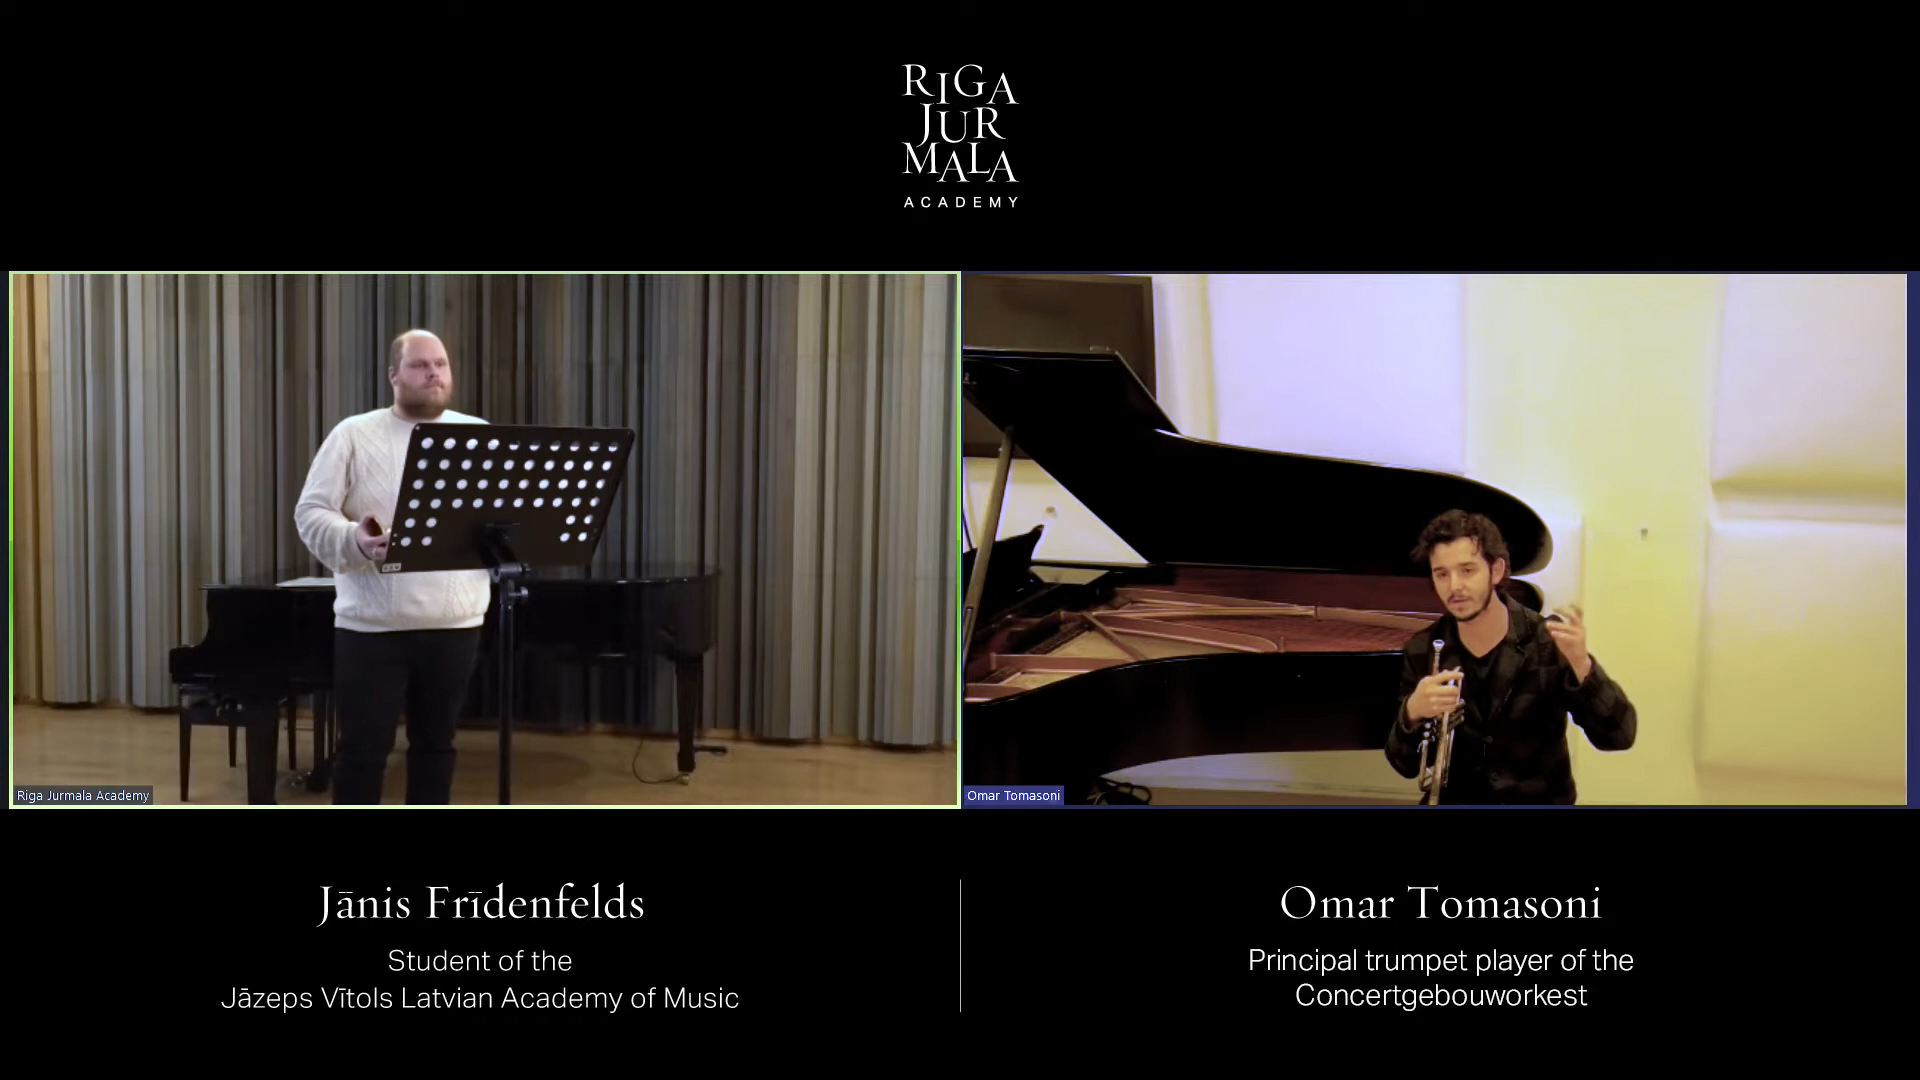 RIGA
JUR
MALA
ACADEMY
Riga Jurmala Academy
Omar Tomasoni
Jānis Frīdenfelds
Student of the
Jāzeps Vītols Latvian Academy of Music
Omar Tomasoni
Principal trumpet player of the
Concertgebouworkest